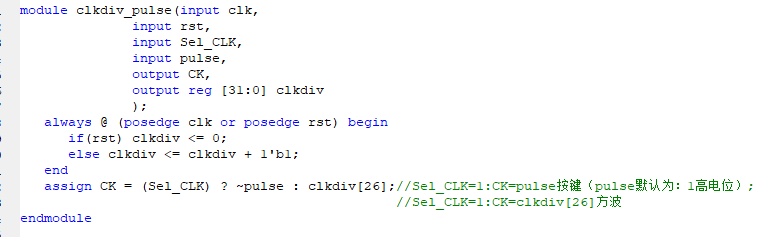 module clkdiv_pulse(input clk,
input rst,
input Sel_CLK,
input pulse,
output CK,
output reg [31:0] clkdiv
);
always @ (posedge clk or posedge rst) begin
if(rst) clkdiv <= 0;
else clkdiv <= clkdiv + 1'b1;
end
assign CK = (Sel_CLK) ? ~pulse : clkdiv[26];//Sel_CLK=1:CK=pulse按键（pulse默认为：1高电位）;
//Sel_CLK=1:CK=clkdiv[26]方波
endmodule